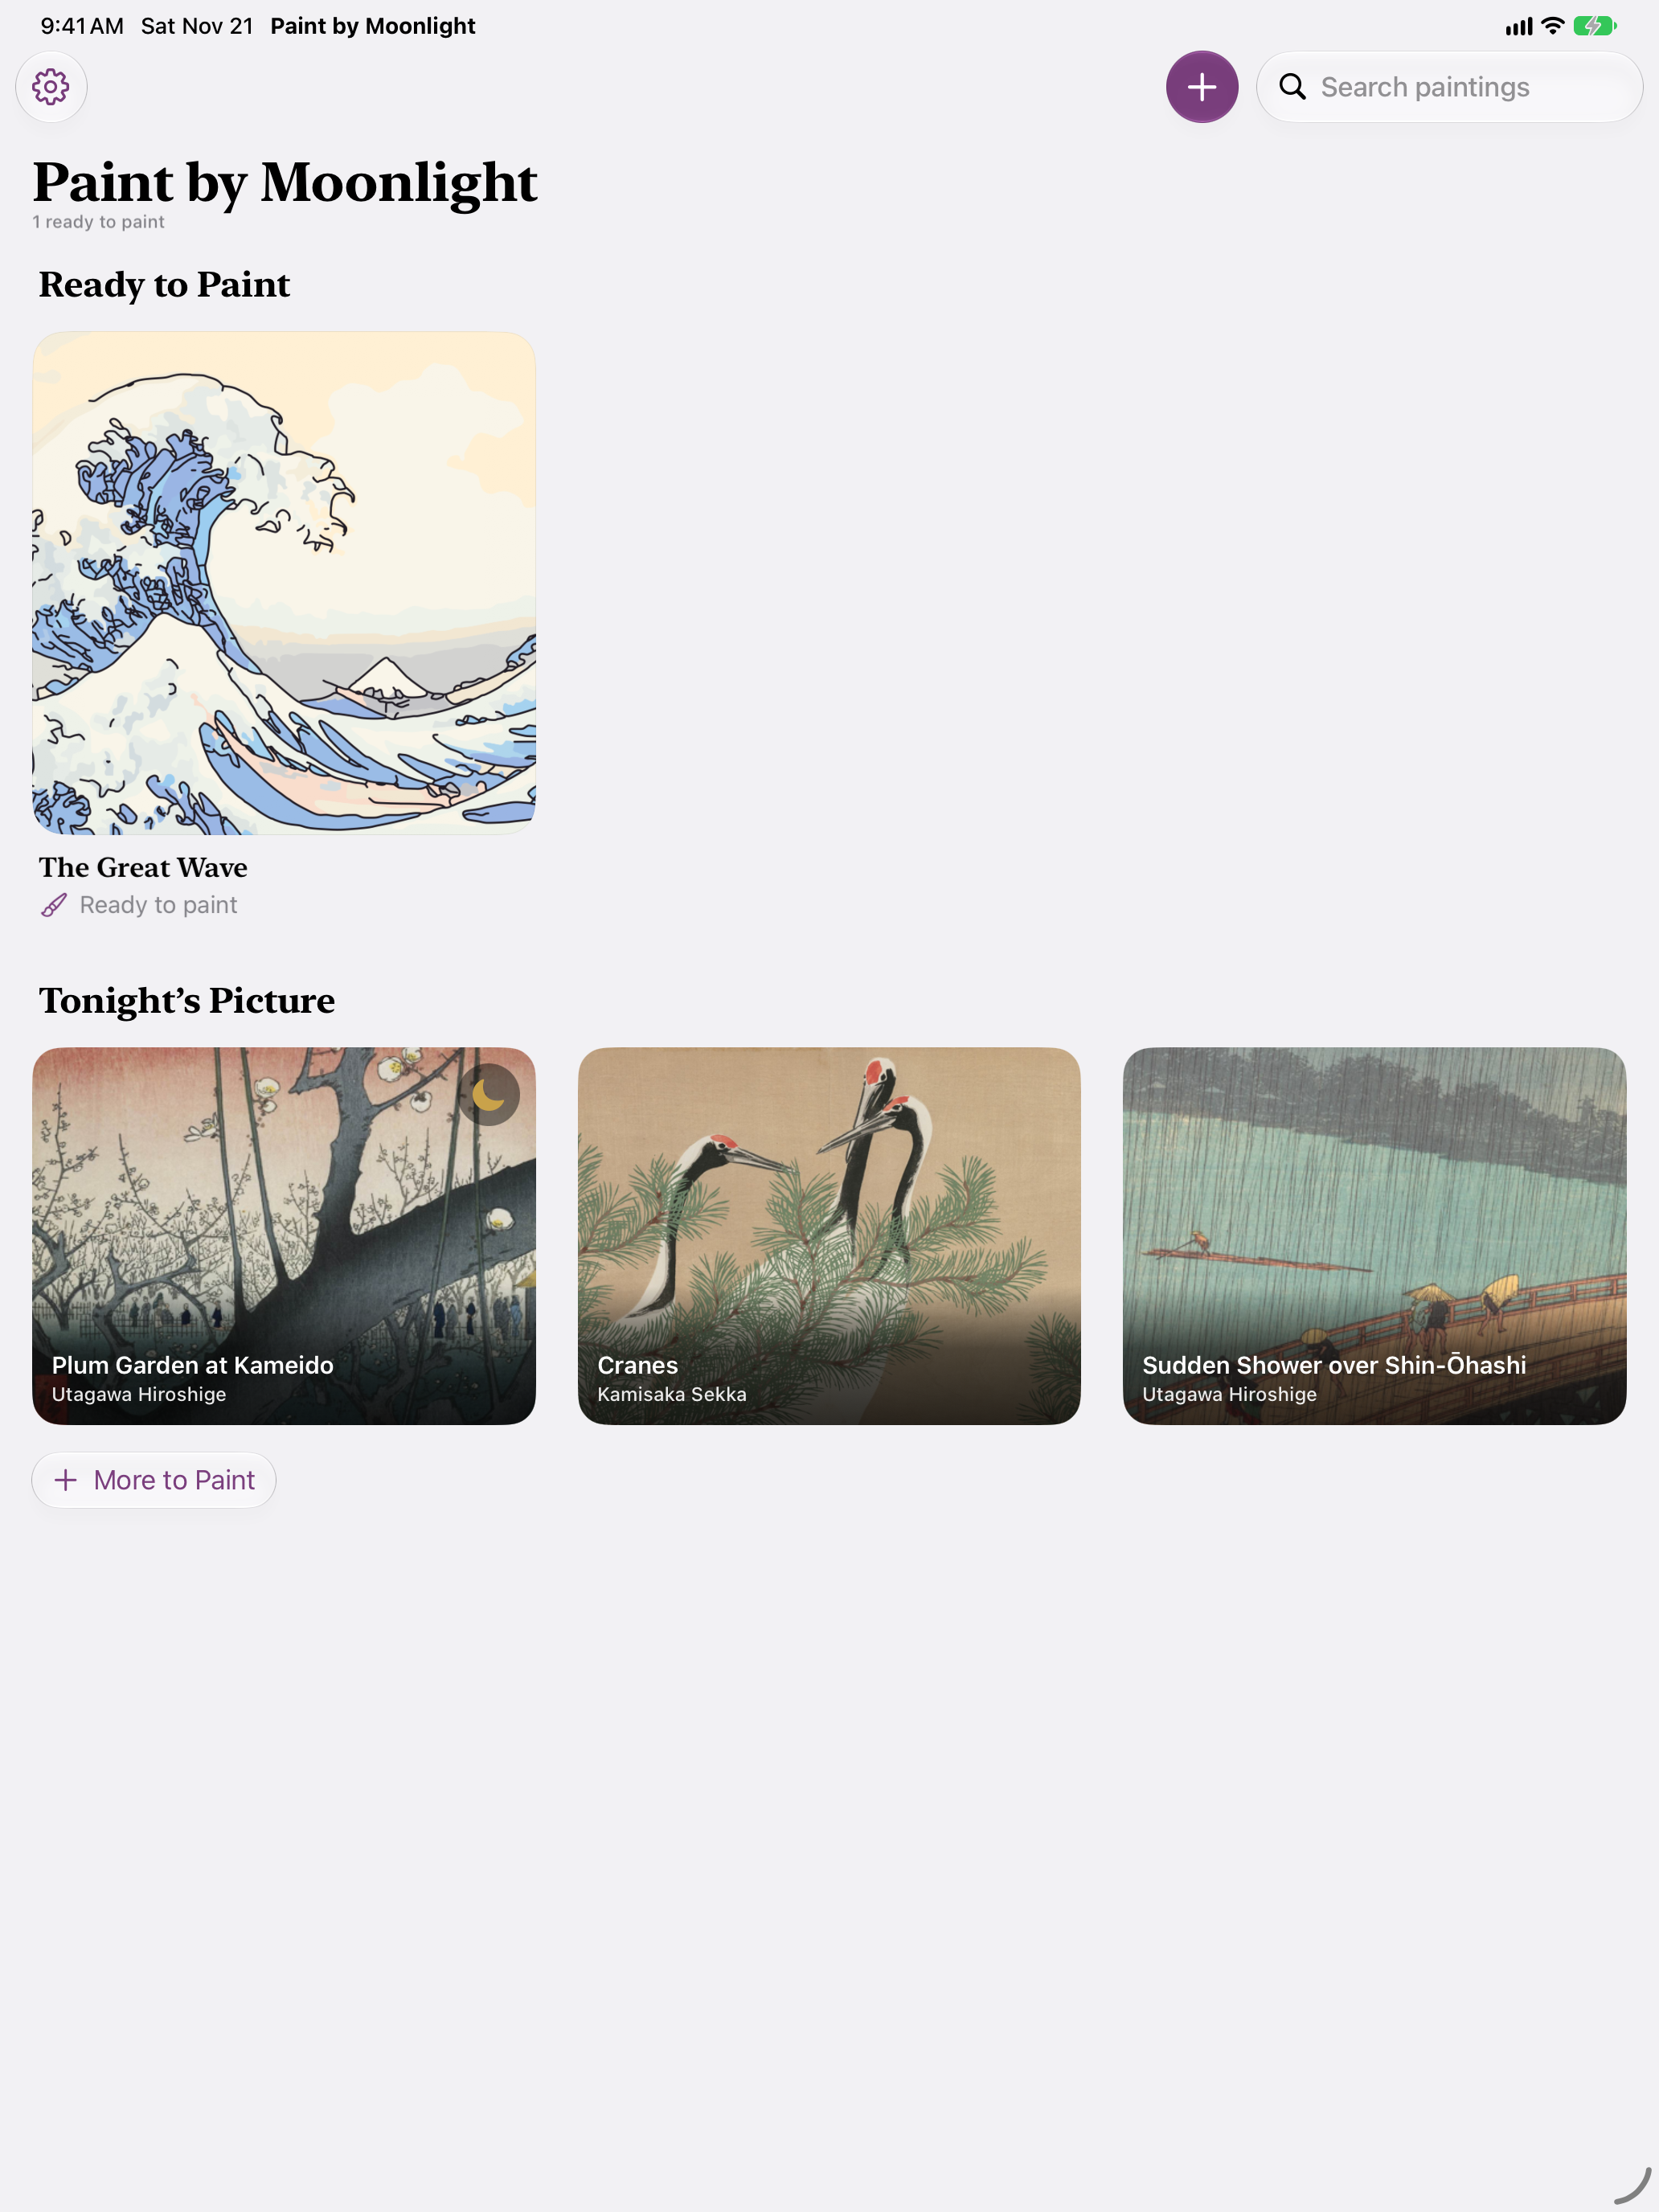 9:41 AM Sat Nov 21 Paint by Moonlight
Search paintings
Paint by Moonlight
1 ready to paint
Ready to Paint
The Great Wave
Ready to paint
Tonight’s Picture
Plum Garden at Kameido
Utagawa Hiroshige
Cranes
Kamisaka Sekka
Sudden Shower over Shin-Ōhashi
Utagawa Hiroshige
More to Paint